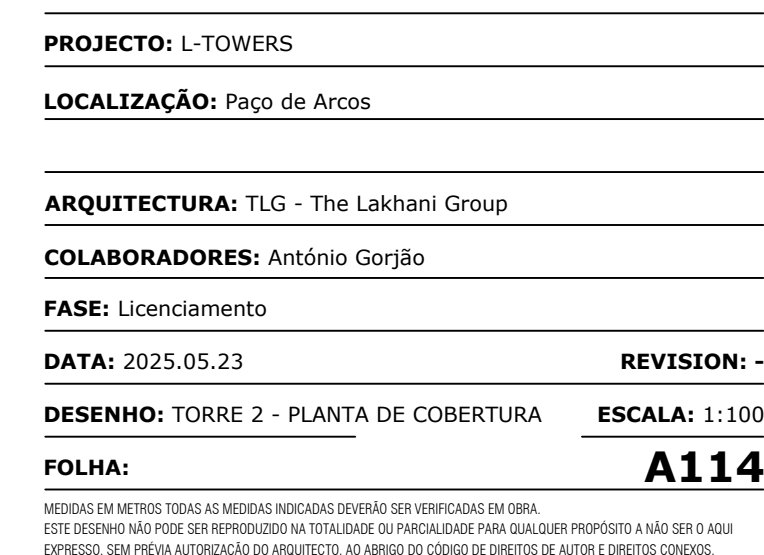 PROJECTO: L-TOWERS
LOCALIZAÇÃO: Paço de Arcos
ARQUITECTURA: TLG - The Lakhani Group
COLABORADORES: António Gorjão
FASE: Licenciamento
DATA: 2025.05.23 REVISION: -
DESENHO: TORRE 2 - PLANTA DE COBERTURA ESCALA: 1:100
FOLHA: A114
MEDIDAS EM METROS TODAS AS MEDIDAS INDICADAS DEVERÃO SER VERIFICADAS EM OBRA.
ESTE DESENHO NÃO PODE SER REPRODUZIDO NA TOTALIDADE OU PARCIALIDADE PARA QUALQUER PROPÓSITO A NÃO SER O AQUI
EXPRESSO, SEM PRÉVIA AUTORIZAÇÃO DO ARQUITECTO, AO ABRIGO DO CÓDIGO DE DIREITOS DE AUTOR E DIREITOS CONEXOS.